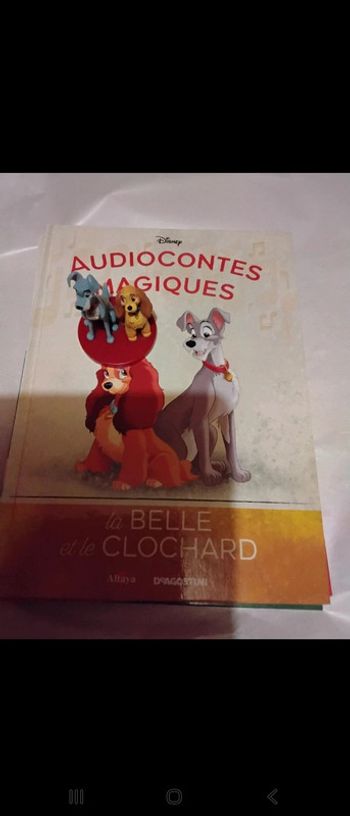 Disney
AUDIOCONTES
MAGIQUES
la BELLE
et le CLOCHARD
Altaya DeAGOSTINI